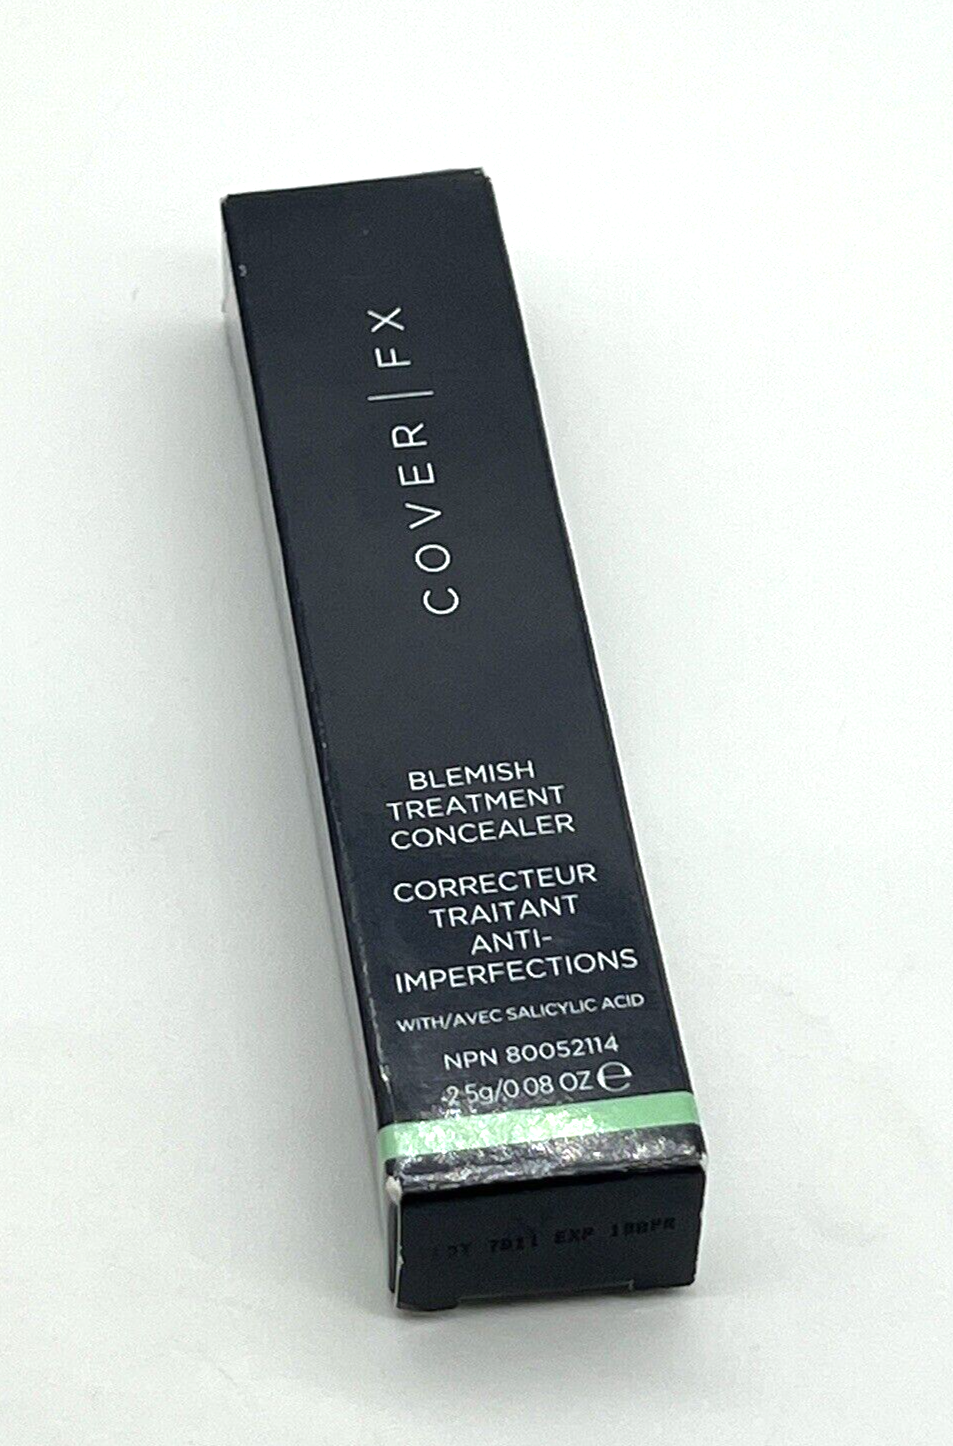 COVER | FX
BLEMISH
TREATMENT
CONCEALER
CORRECTEUR
TRAITANT
ANTI-
IMPERFECTIONS
WITH/AVEC SALICYLIC ACID
NPN 80052114
2.5g/0.08 OZ ℮
EXP